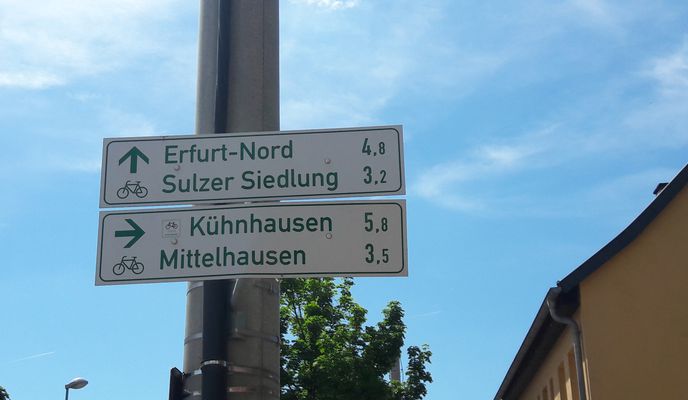 Erfurt-Nord 4,8
Sulzer Siedlung 3,2
Kühnhausen 5,8
Mittelhausen 3,5